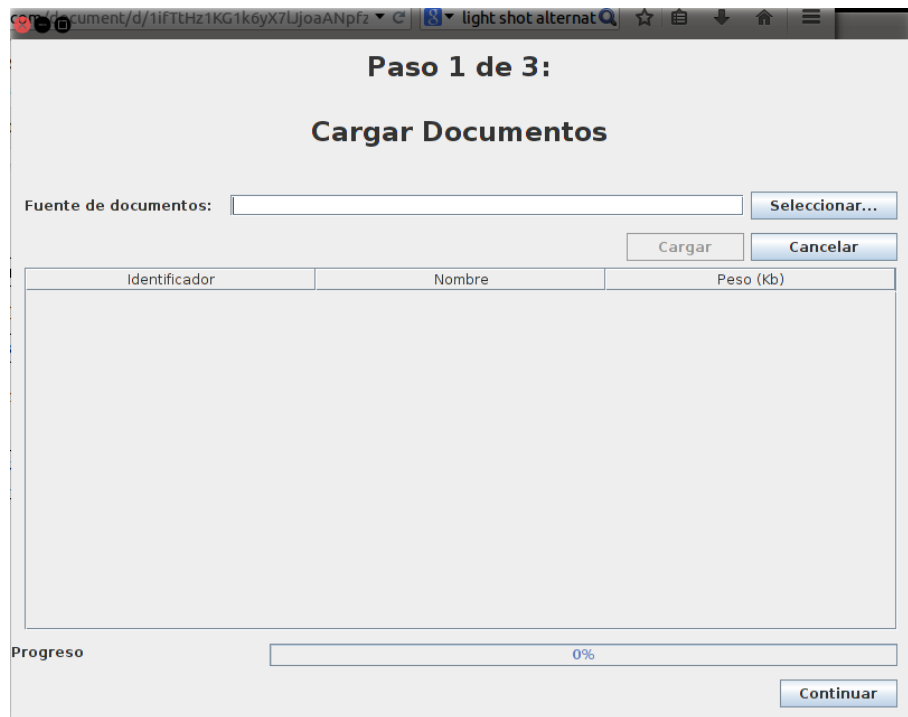 com/document/d/1ifTtHz1KG1k6yX7lJjoaANpfz light shot alternat
Paso 1 de 3:
Cargar Documentos
Fuente de documentos: Seleccionar...
Cargar Cancelar
Identificador Nombre Peso (Kb)
Progreso 0%
Continuar